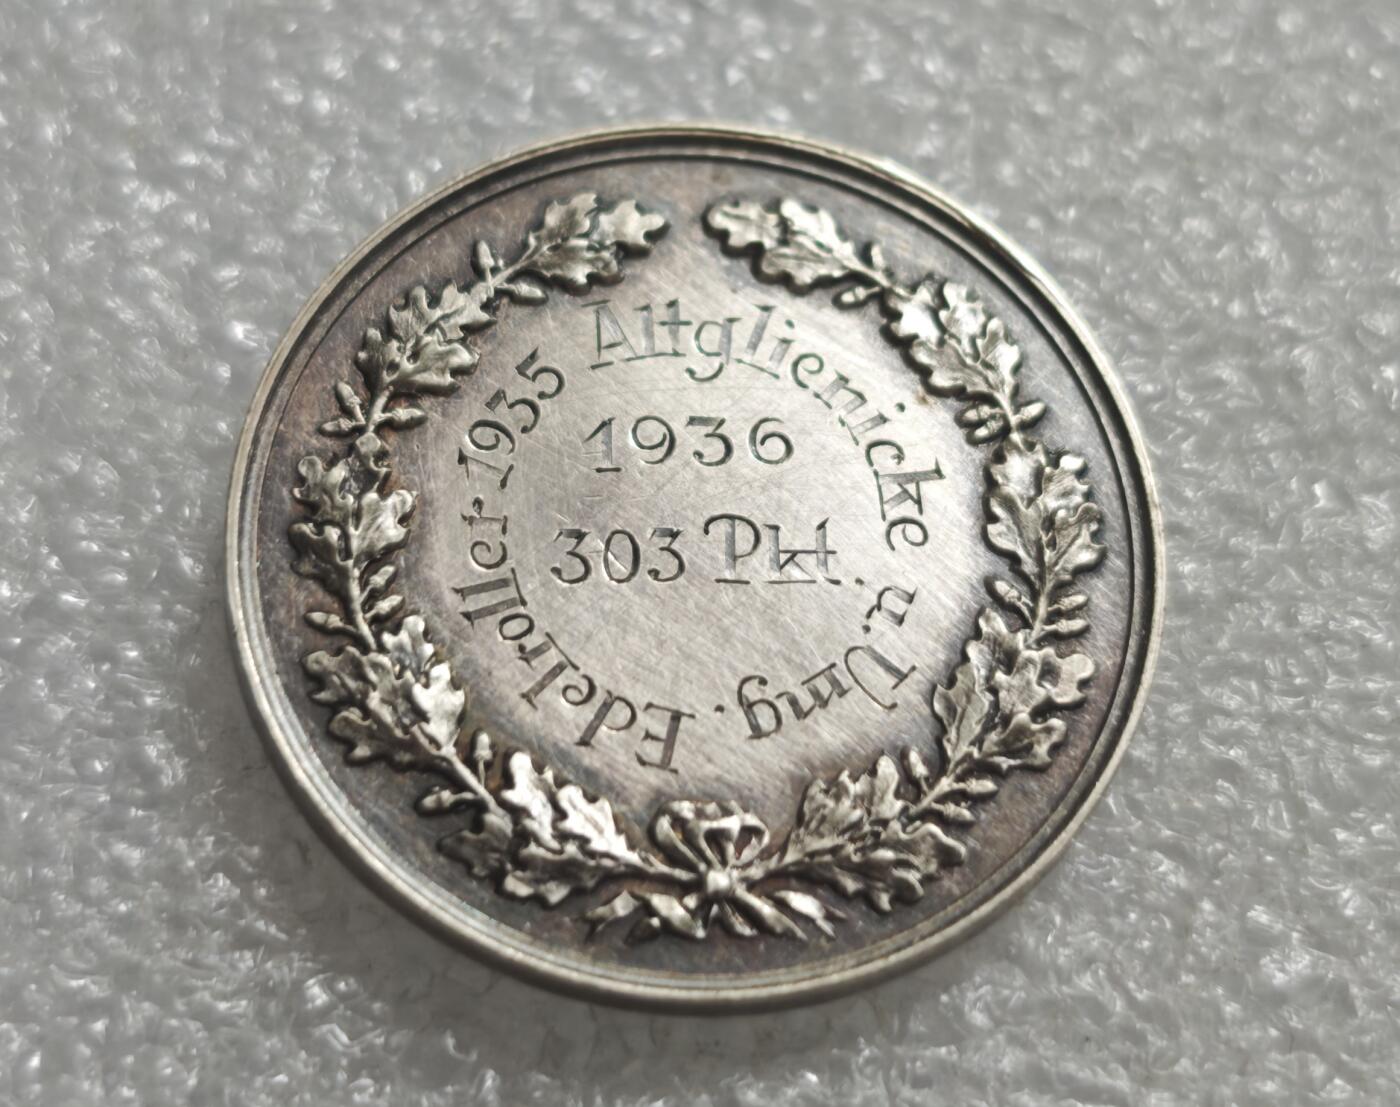 Edelroller 1935 Altglienicke u. Umg.
1936
303 Pkt.